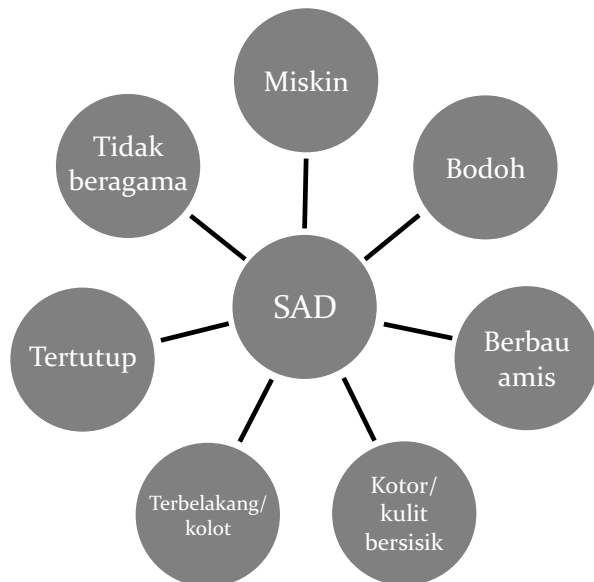 Miskin
Tidak
beragama
Bodoh
SAD
Tertutup
Berbau
amis
Terbelakang/
kolot
Kotor/
kulit
bersisik